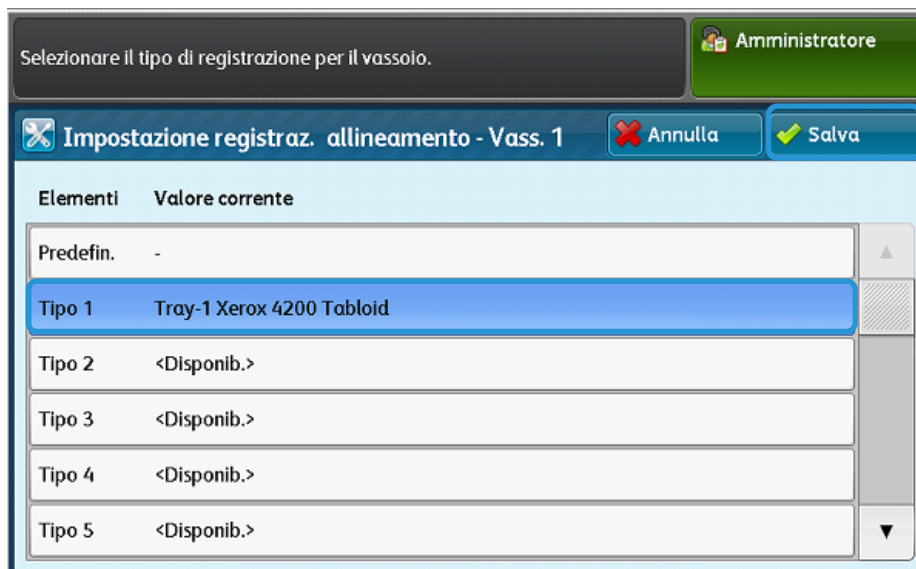 Selezionare il tipo di registrazione per il vassoio.
Amministratore
Impostazione registraz. allineamento - Vass. 1
Annulla
Salva
Elementi Valore corrente
Predefin. -
Tipo 1 Tray-1 Xerox 4200 Tabloid
Tipo 2 <Disponib.>
Tipo 3 <Disponib.>
Tipo 4 <Disponib.>
Tipo 5 <Disponib.>